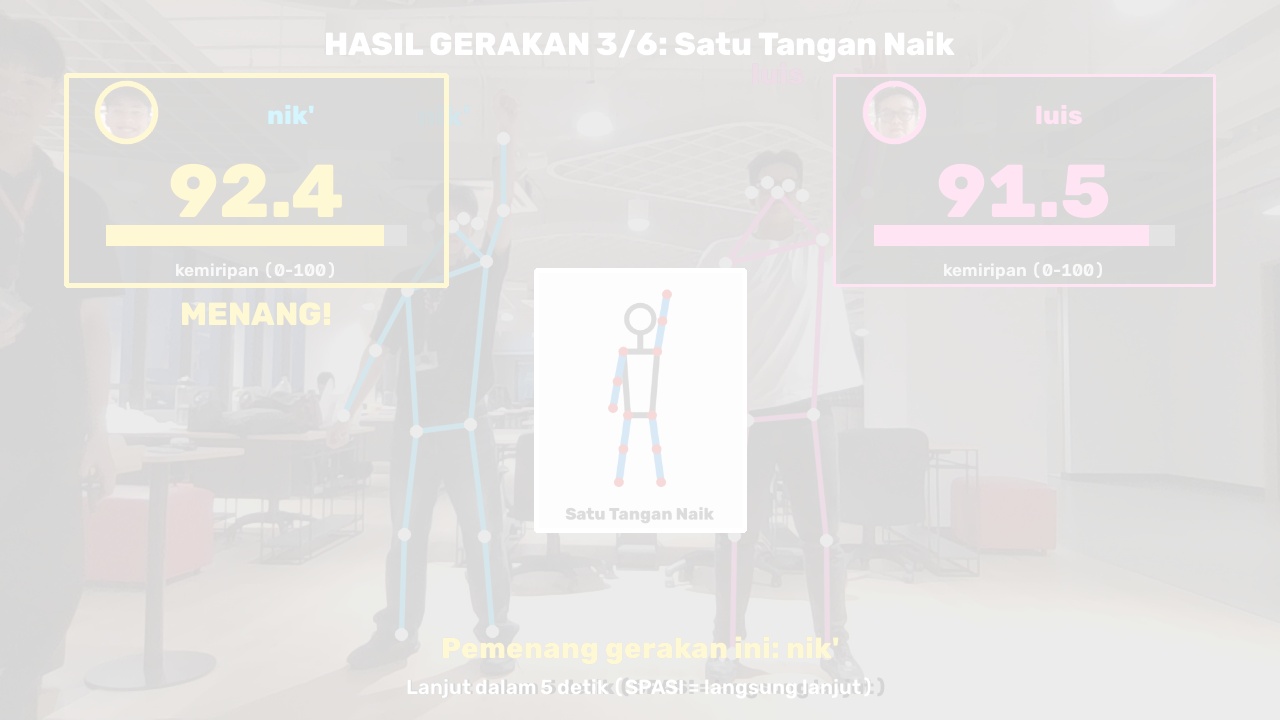 HASIL GERAKAN 3/6: Satu Tangan Naik
nik'
92.4
kemiripan (0-100)
MENANG!
luis
luis
91.5
kemiripan (0-100)
Satu Tangan Naik
Pemenang gerakan ini: nik'
Lanjut dalam 5 detik (SPASI = langsung lanjut)